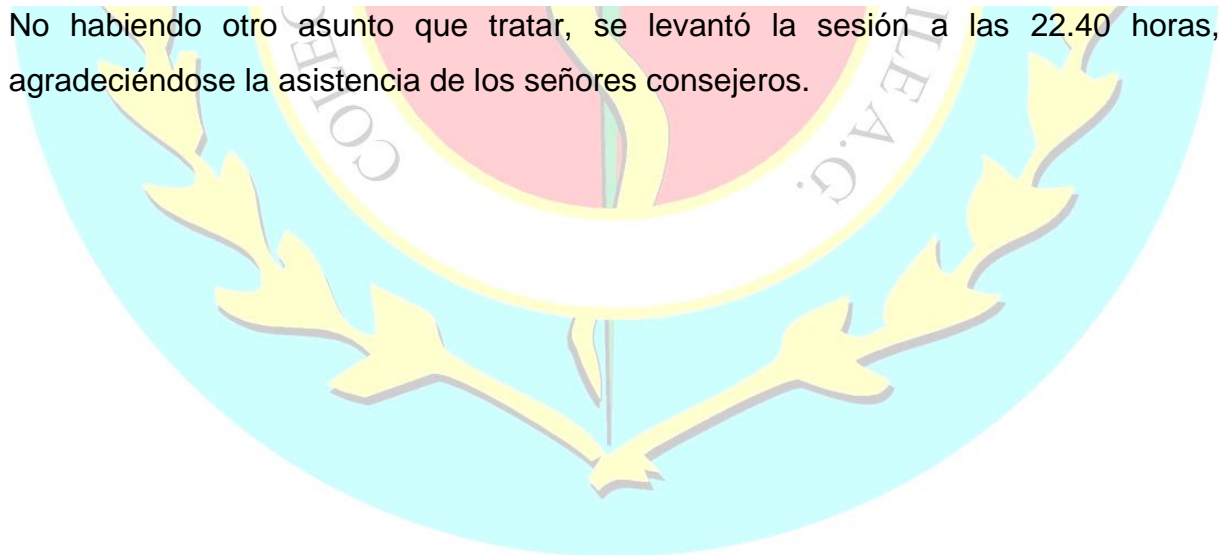 No habiendo otro asunto que tratar, se levantó la sesión a las 22.40 horas,
agradeciéndose la asistencia de los señores consejeros.
A.G.